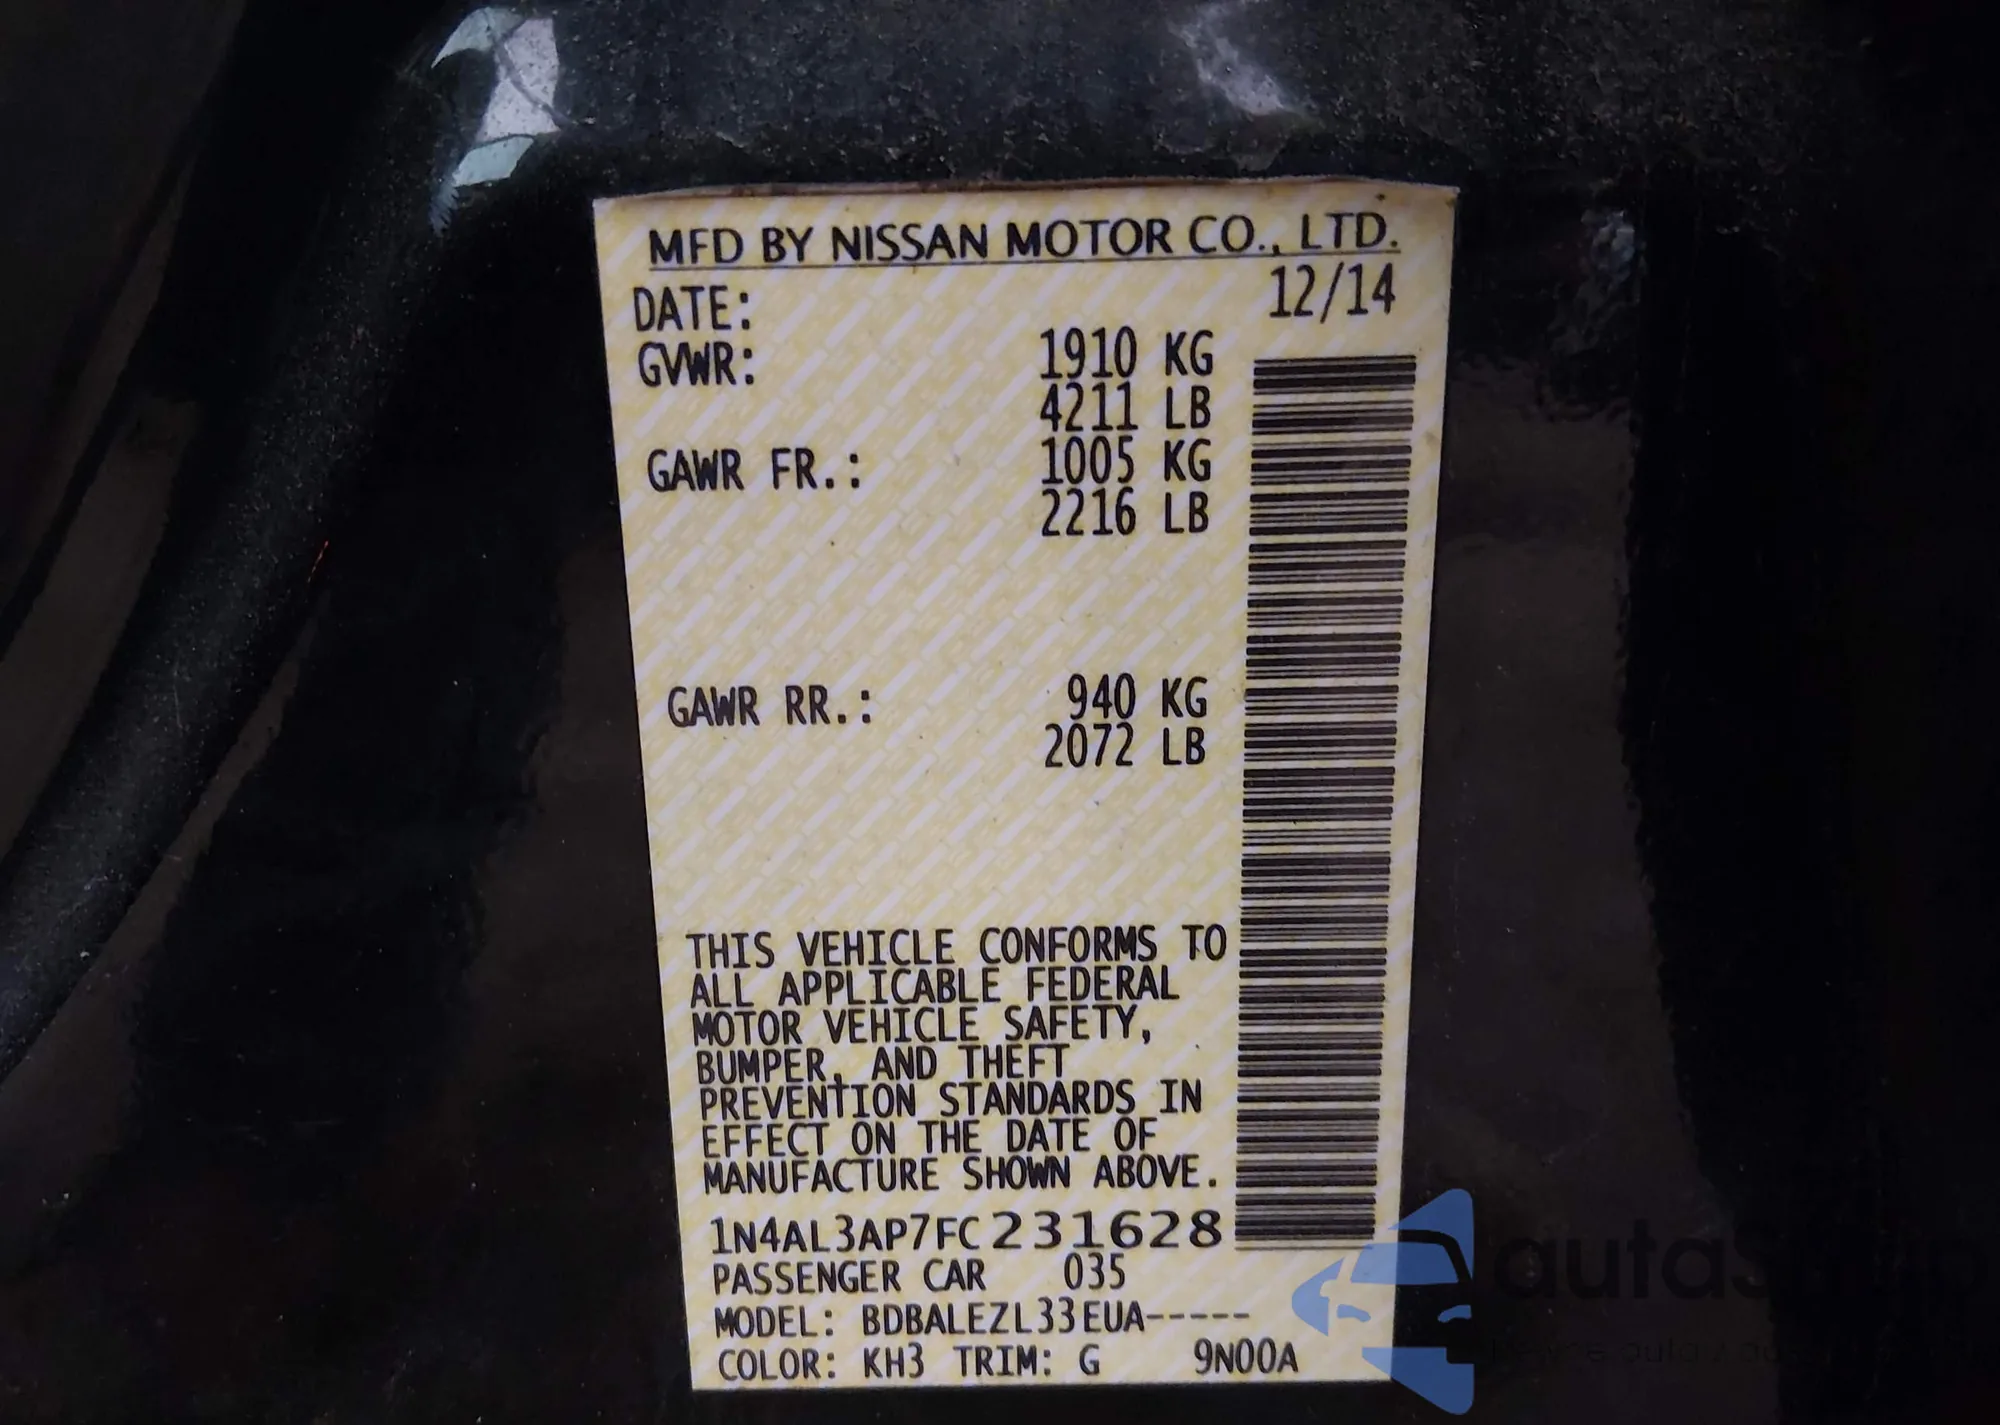 MFD BY NISSAN MOTOR CO., LTD.
DATE: 12/14
GVWR: 1910 KG
4211 LB
GAWR FR.: 1005 KG
2216 LB
GAWR RR.: 940 KG
2072 LB
THIS VEHICLE CONFORMS TO
ALL APPLICABLE FEDERAL
MOTOR VEHICLE SAFETY,
BUMPER, AND THEFT
PREVENTION STANDARDS IN
EFFECT ON THE DATE OF
MANUFACTURE SHOWN ABOVE.
1N4AL3AP7FC231628
PASSENGER CAR 035
MODEL: BDBALEZL33EUA-----
COLOR: KH3 TRIM: G 9N00A